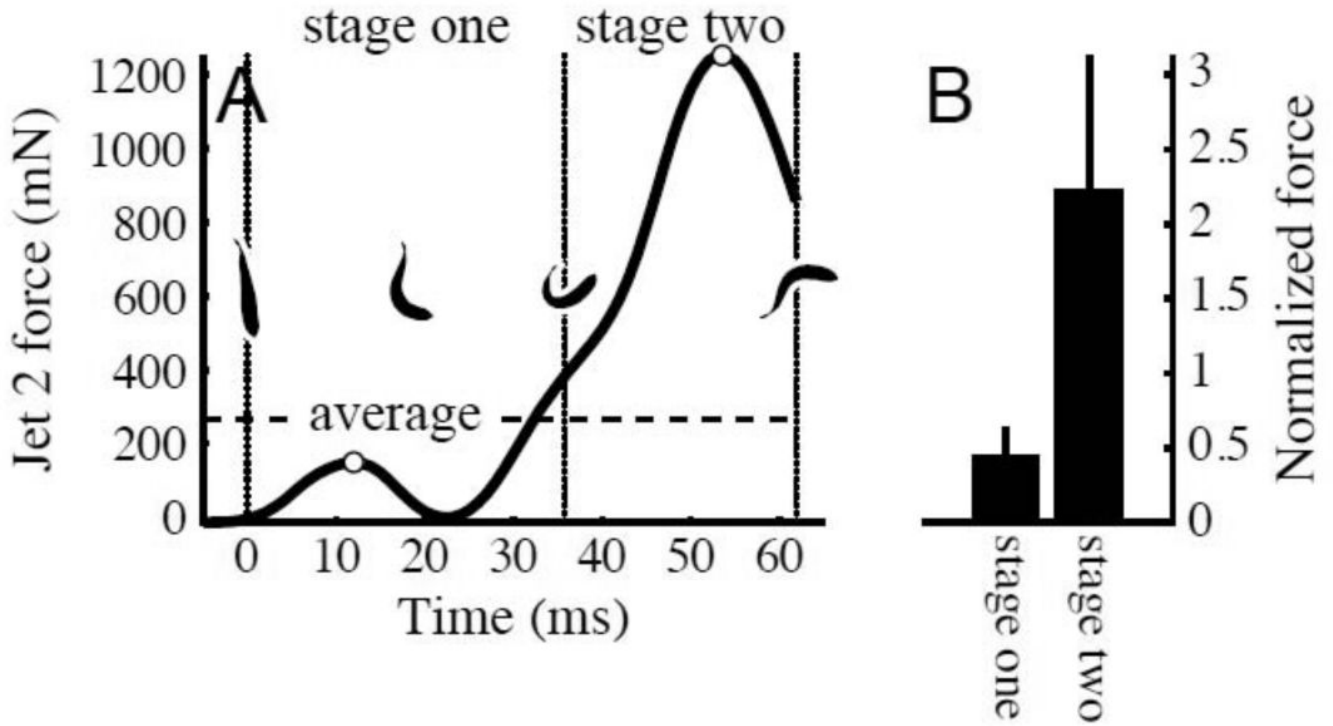 stage one
stage two
A
1200
1000
800
600
400
200
0
Jet 2 force (mN)
average
0 10 20 30 40 50 60
Time (ms)
B
3
2.5
2
1.5
1
0.5
0
Normalized force
stage one
stage two